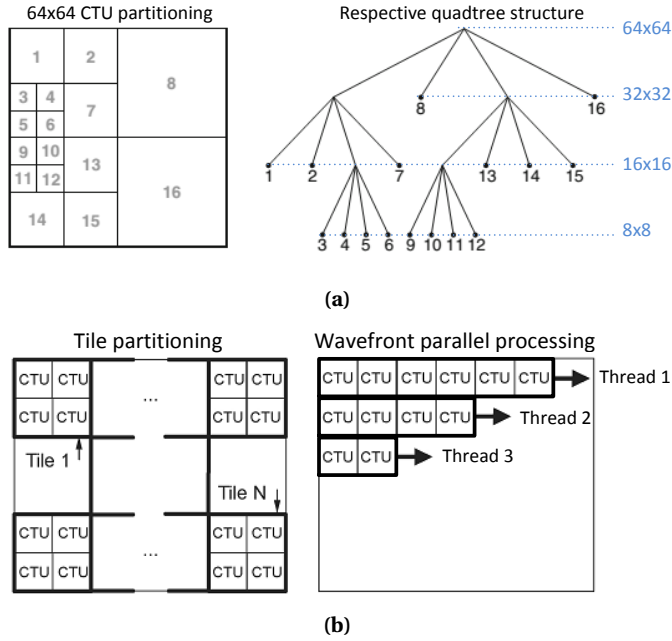 64x64 CTU partitioning
1 2 8
3 4
7
5 6
9 10
13
11 12
16
14 15
Respective quadtree structure
64x64
8 16 32x32
1 2 7 13 14 15 16x16
3 4 5 6 9 10 11 12 8x8
(a)
Tile partitioning
CTU CTU ... CTU CTU
CTU CTU CTU CTU
Tile 1
Tile N
CTU CTU ... CTU CTU
CTU CTU CTU CTU
Wavefront parallel processing
CTU CTU CTU CTU CTU CTU Thread 1
CTU CTU CTU CTU Thread 2
CTU CTU Thread 3
(b)